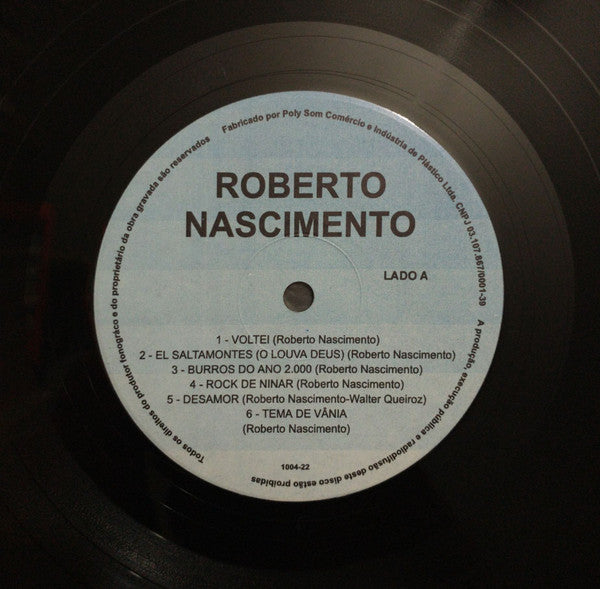 Fabricado por Poly Som Comércio e Indústria de Plástico Ltda. CNPJ 03.107.867/0001-39
A produção, execução pública e radiodifusão deste disco estão proibidas
Todos os direitos do produtor fonográco e do proprietário da obra gravada são reservados
ROBERTO
NASCIMENTO
LADO A
1 - VOLTEI (Roberto Nascimento)
2 - EL SALTAMONTES (O LOUVA DEUS) (Roberto Nascimento)
3 - BURROS DO ANO 2.000 (Roberto Nascimento)
4 - ROCK DE NINAR (Roberto Nascimento)
5 - DESAMOR (Roberto Nascimento-Walter Queiroz)
6 - TEMA DE VÂNIA
(Roberto Nascimento)
1004-22